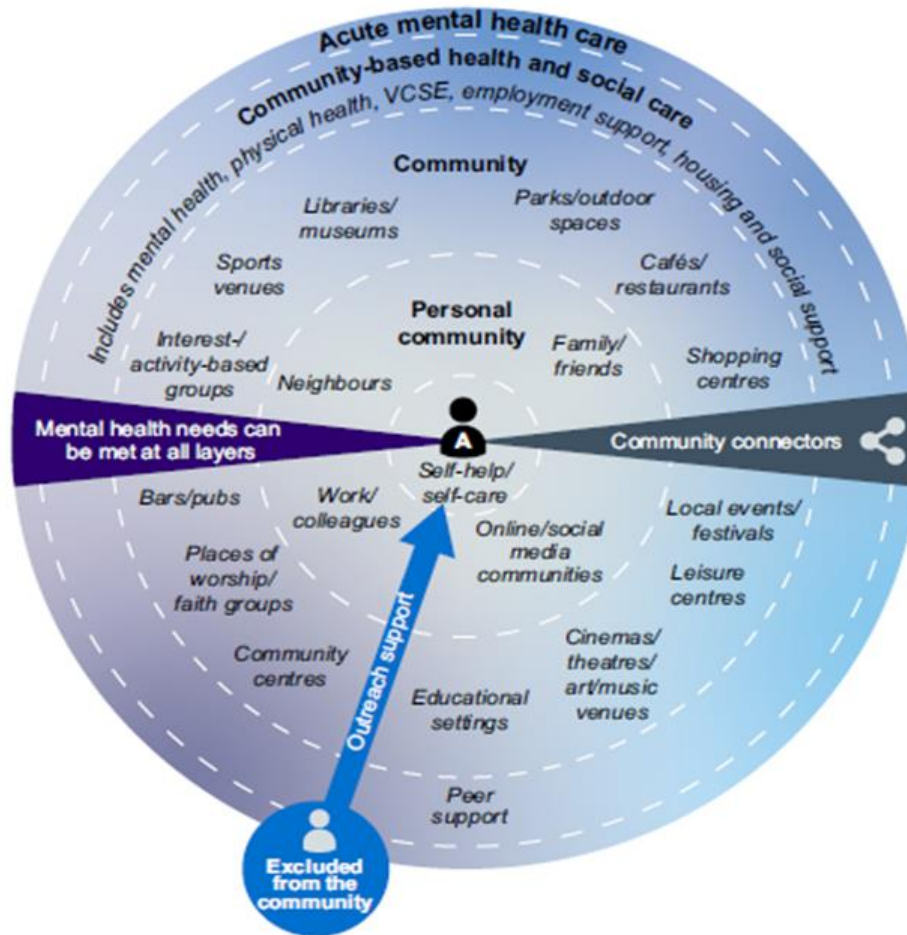 Acute mental health care
Community-based health and social care
Includes mental health, physical health, VCSE, employment support, housing and social support
Community
Libraries/
museums
Parks/outdoor
spaces
Sports
venues
Cafés/
restaurants
Personal
community
Interest-/
activity-based
groups
Neighbours
Family/
friends
Shopping
centres
Mental health needs can
be met at all layers
A
Community connectors
Self-help/
self-care
Bars/pubs
Work/
colleagues
Online/social
media
communities
Local events/
festivals
Places of
worship/
faith groups
Leisure
centres
Community
centres
Outreach support
Cinemas/
theatres/
art/music
venues
Educational
settings
Peer
support
Excluded
from the
community